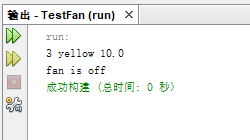 输出 - TestFan (run)
run:
3 yellow 10.0
fan is off
成功构建 (总时间: 0 秒)